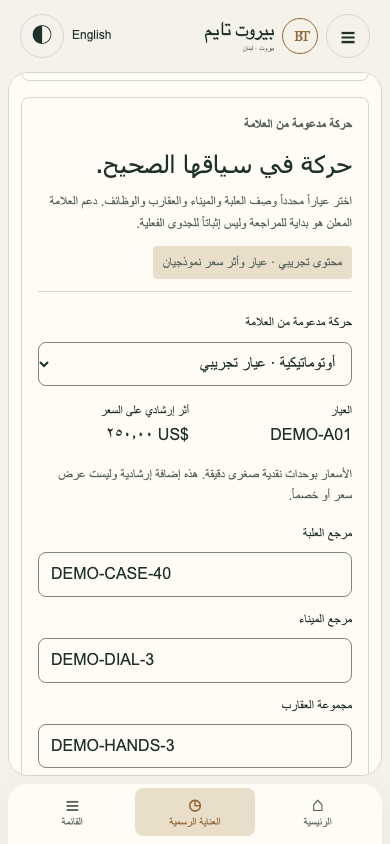 بيروت تايم
بيروت · لبنان
BT
English
حركة مدعومة من العلامة
حركة في سياقها الصحيح.
اختر عياراً محدداً وصِف العلبة والميناء والعقارب والوظائف. دعم العلامة
المعلن هو بداية للمراجعة وليس إثباتاً للجدوى الفعلية.
محتوى تجريبي · عيار وأثر سعر نموذجيان
حركة مدعومة من العلامة
أوتوماتيكية · عيار تجريبي
العيار
DEMO-A01
أثر إرشادي على السعر
٢٥٠٫٠٠ US$
الأسعار بوحدات نقدية صغرى دقيقة. هذه إضافة إرشادية وليست عرض
سعر أو خصماً.
مرجع العلبة
DEMO-CASE-40
مرجع الميناء
DEMO-DIAL-3
مجموعة العقارب
DEMO-HANDS-3
الرئيسية
العناية الرسمية
القائمة